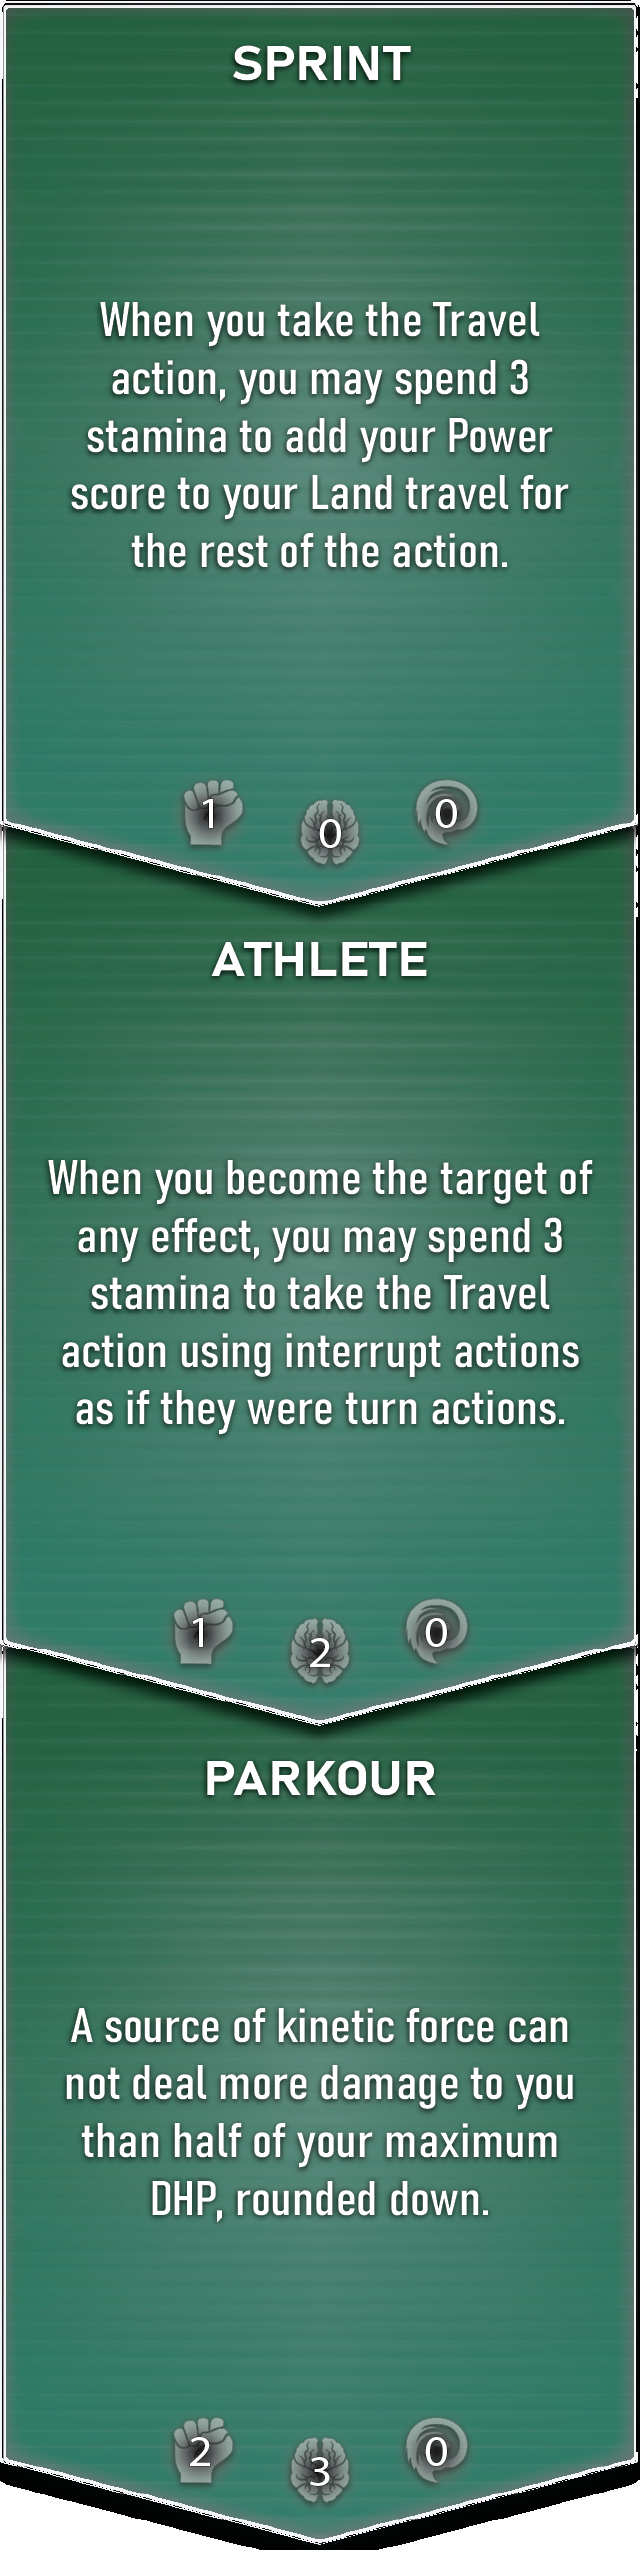 SPRINT
When you take the Travel
action, you may spend 3
stamina to add your Power
score to your Land travel for
the rest of the action.
1 0 0
ATHLETE
When you become the target of
any effect, you may spend 3
stamina to take the Travel
action using interrupt actions
as if they were turn actions.
1 2 0
PARKOUR
A source of kinetic force can
not deal more damage to you
than half of your maximum
DHP, rounded down.
2 3 0